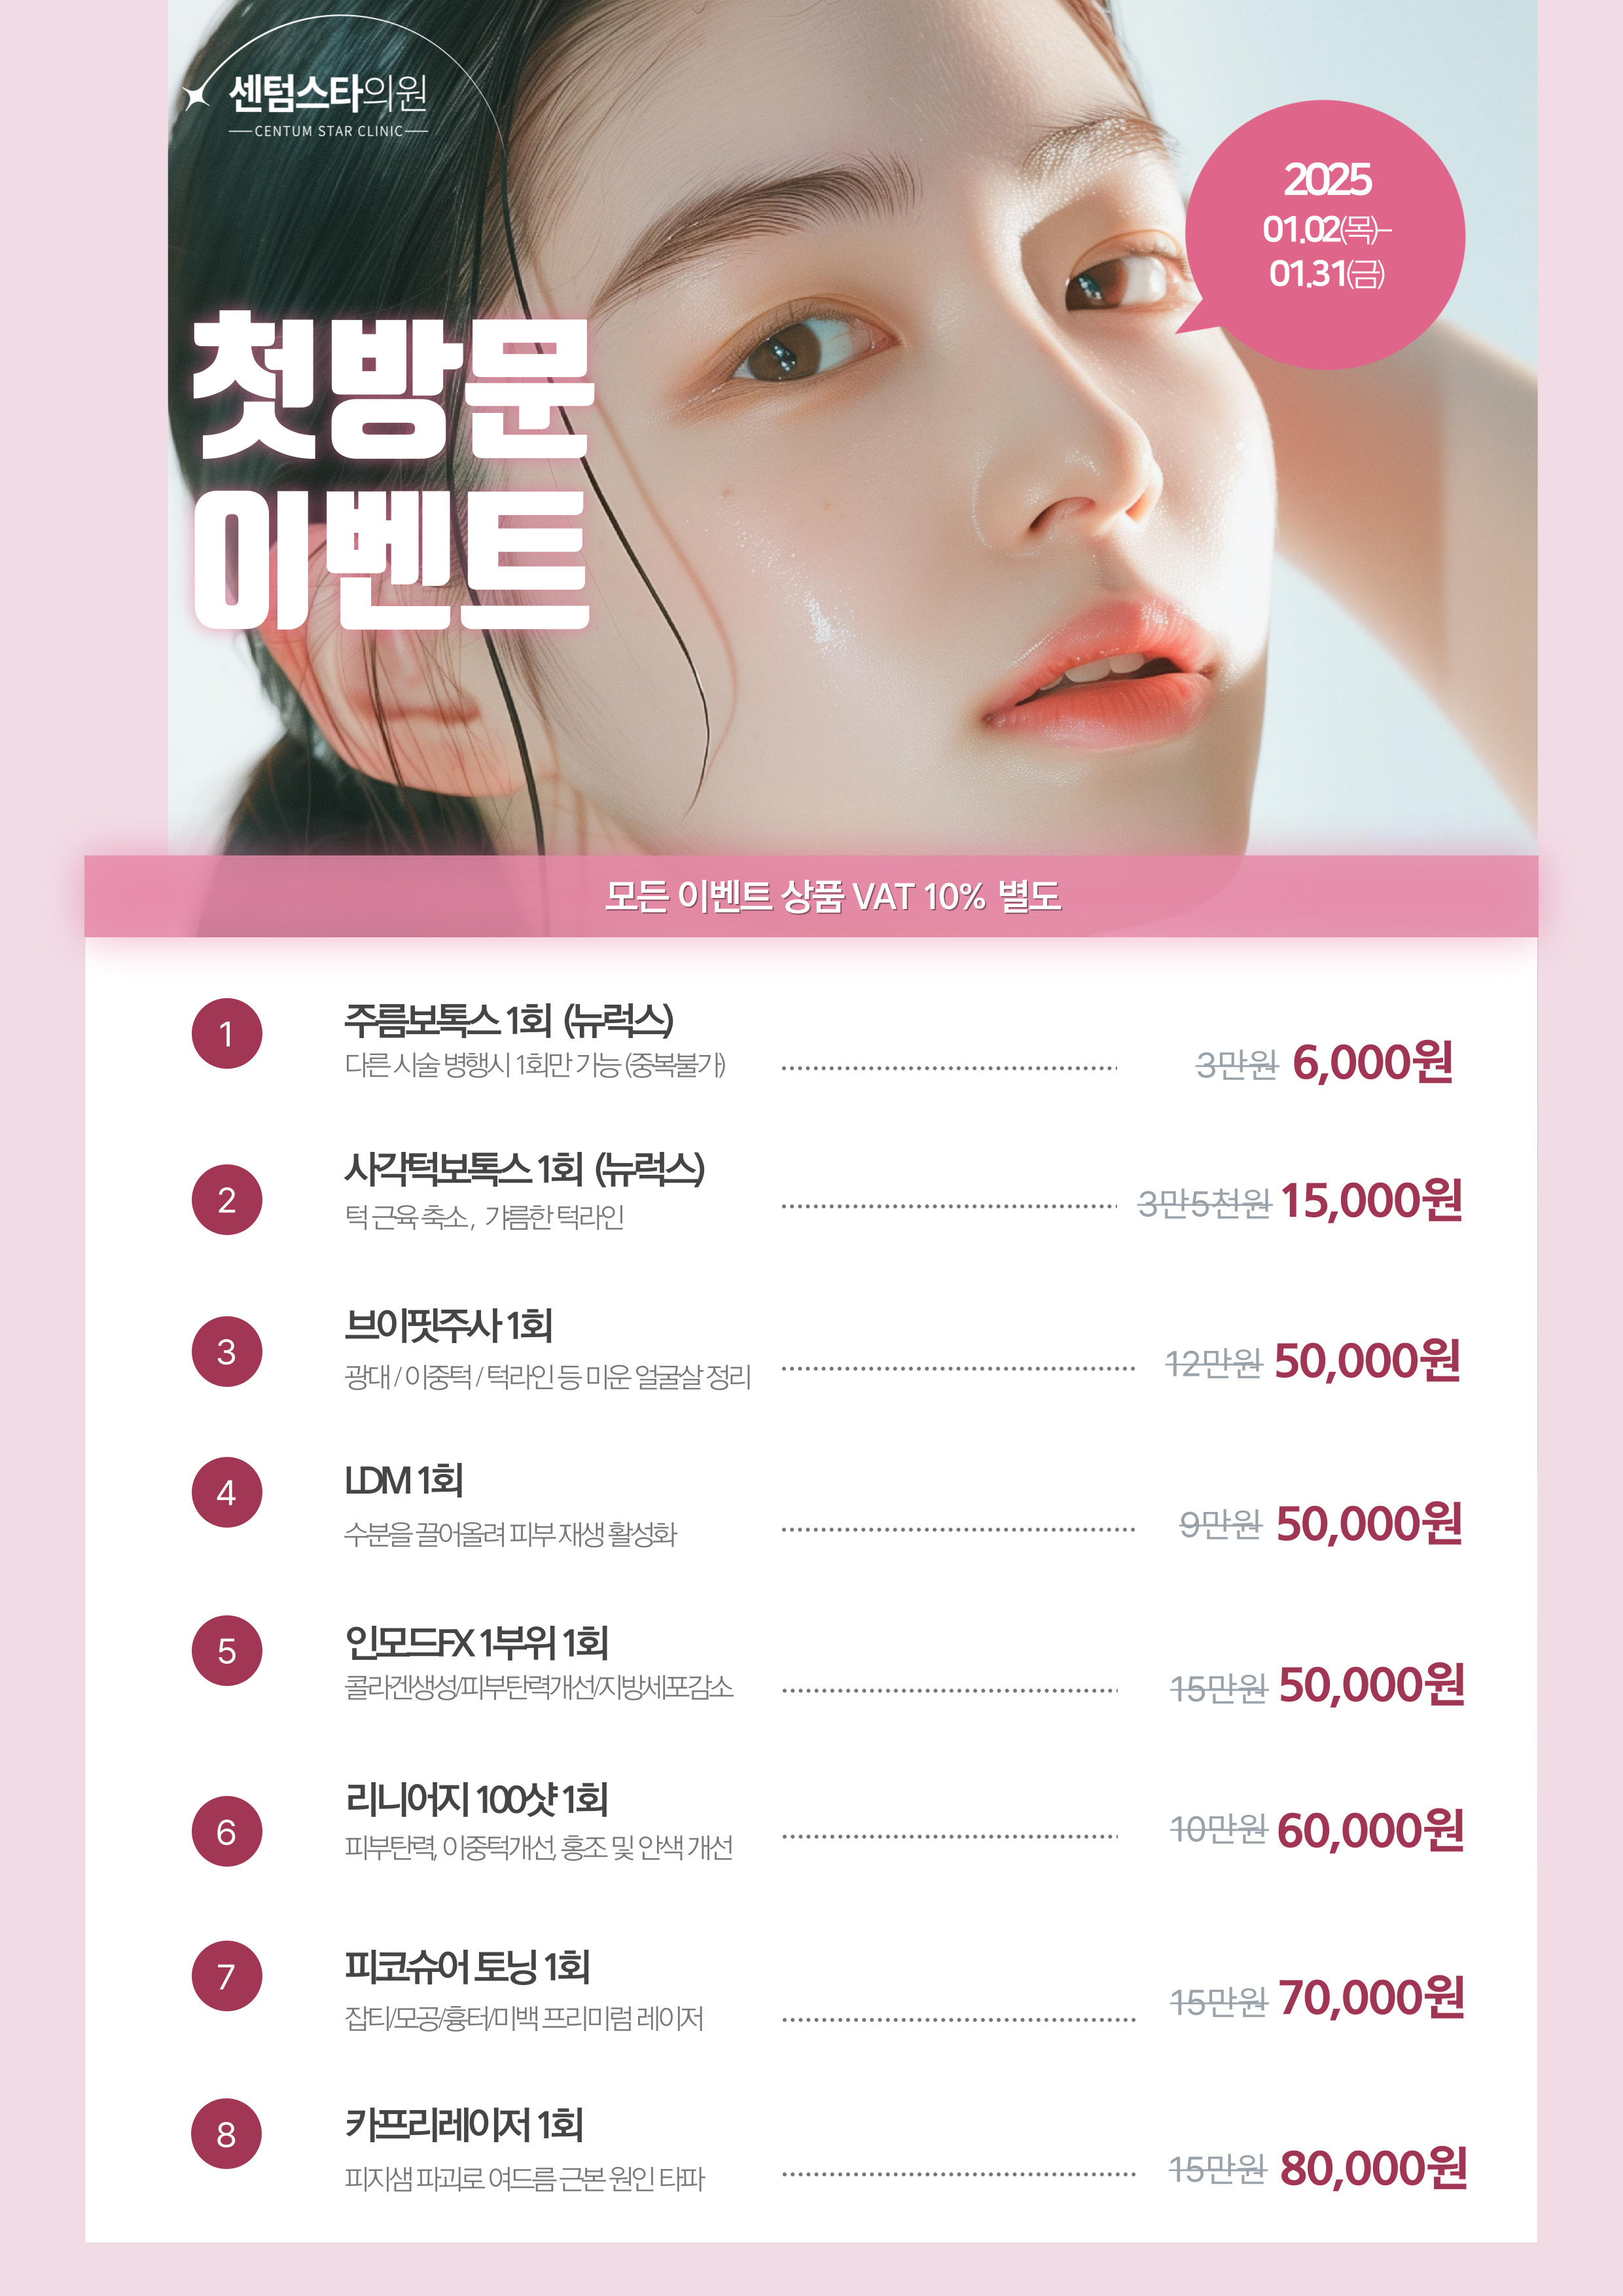 센텀스타의원
CENTUM STAR CLINIC
2025
01.02(목)-
01.31(금)
첫방문
이벤트
모든 이벤트 상품 VAT 10% 별도
1
주름보톡스 1회 (뉴럭스)
다른 시술 병행시 1회만 가능 (중복불가)
3만원 6,000원
2
사각턱보톡스 1회 (뉴럭스)
턱 근육 축소, 갸름한 턱라인
3만5천원 15,000원
3
브이핏주사 1회
광대 / 이중턱 / 턱라인 등 미운 얼굴살 정리
12만원 50,000원
4
LDM 1회
수분을 끌어올려 피부 재생 활성화
9만원 50,000원
5
인모드FX 1부위 1회
콜라겐생성/피부탄력개선/지방세포감소
15만원 50,000원
6
리니어지 100샷 1회
피부탄력, 이중턱개선, 홍조 및 안색 개선
10만원 60,000원
7
피코슈어 토닝 1회
잡티/모공/흉터/미백 프리미럼 레이저
15만원 70,000원
8
카프리레이저 1회
피지샘 파괴로 여드름 근본 원인 타파
15만원 80,000원